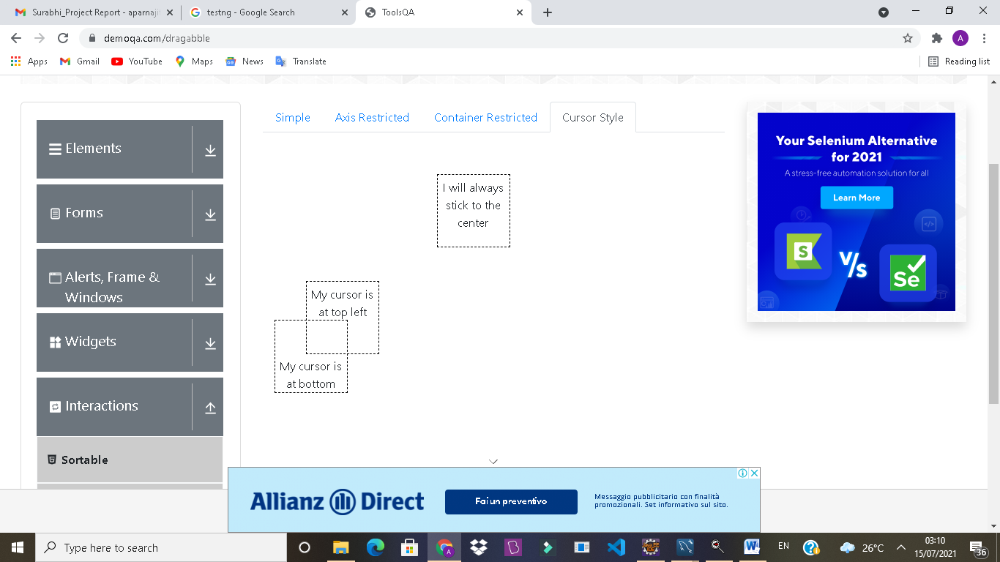 Surabhi_Project Report - aparnaji
testng - Google Search
ToolsQA
demoqa.com/dragabble
A
Apps
Gmail
YouTube
Maps
News
Translate
Reading list
Simple
Axis Restricted
Container Restricted
Cursor Style
Elements
Forms
Alerts, Frame &
Windows
Widgets
Interactions
Sortable
I will always
stick to the
center
My cursor is
at top left
My cursor is
at bottom
Your Selenium Alternative
for 2021
A stress-free automation solution for all
Learn More
S
V/s
Se
Allianz Direct
Fai un preventivo
Messaggio pubblicitario con finalità
promozionali. Set informativo sul sito.
Type here to search
EN
26°C
03:10
15/07/2021
36